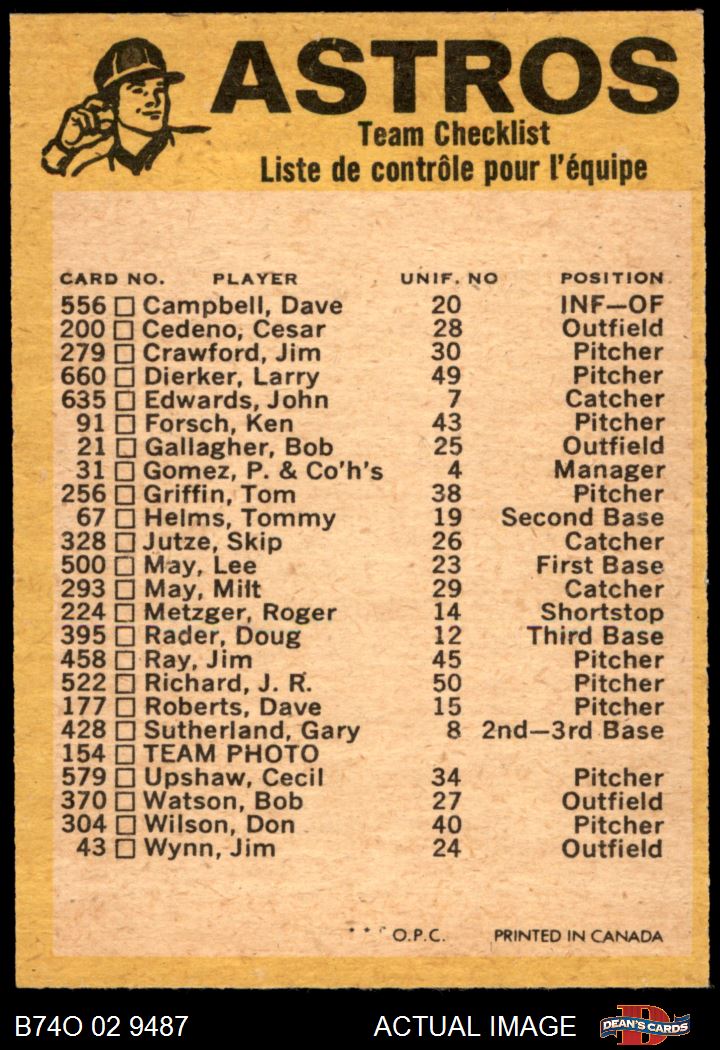 ASTROS
Team Checklist
Liste de contrôle pour l'équipe
CARD NO. PLAYER UNIF. NO POSITION
556 □ Campbell, Dave 20 INF—OF
200 □ Cedeno, Cesar 28 Outfield
279 □ Crawford, Jim 30 Pitcher
660 □ Dierker, Larry 49 Pitcher
635 □ Edwards, John 7 Catcher
91 □ Forsch, Ken 43 Pitcher
21 □ Gallagher, Bob 25 Outfield
31 □ Gomez, P. & Co'h's 4 Manager
256 □ Griffin, Tom 38 Pitcher
67 □ Helms, Tommy 19 Second Base
328 □ Jutze, Skip 26 Catcher
500 □ May, Lee 23 First Base
293 □ May, Milt 29 Catcher
224 □ Metzger, Roger 14 Shortstop
395 □ Rader, Doug 12 Third Base
458 □ Ray, Jim 45 Pitcher
522 □ Richard, J. R. 50 Pitcher
177 □ Roberts, Dave 15 Pitcher
428 □ Sutherland, Gary 8 2nd—3rd Base
154 □ TEAM PHOTO
579 □ Upshaw, Cecil 34 Pitcher
370 □ Watson, Bob 27 Outfield
304 □ Wilson, Don 40 Pitcher
43 □ Wynn, Jim 24 Outfield
***O.P.C. PRINTED IN CANADA
B74O 02 9487 ACTUAL IMAGE D DEAN'S CARDS